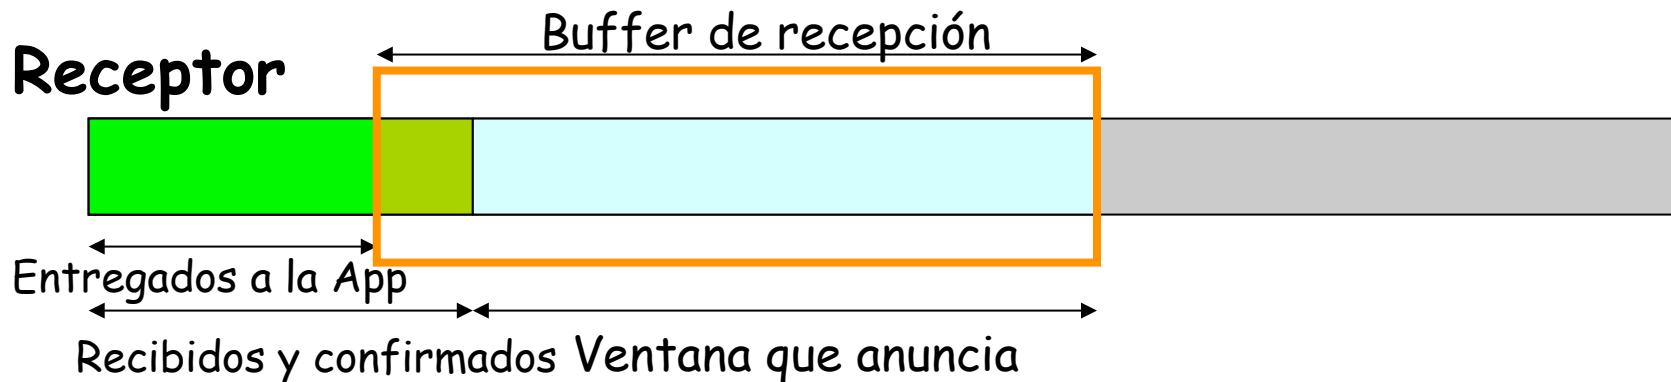 Buffer de recepción
Receptor
Entregados a la App
Recibidos y confirmados
Ventana que anuncia